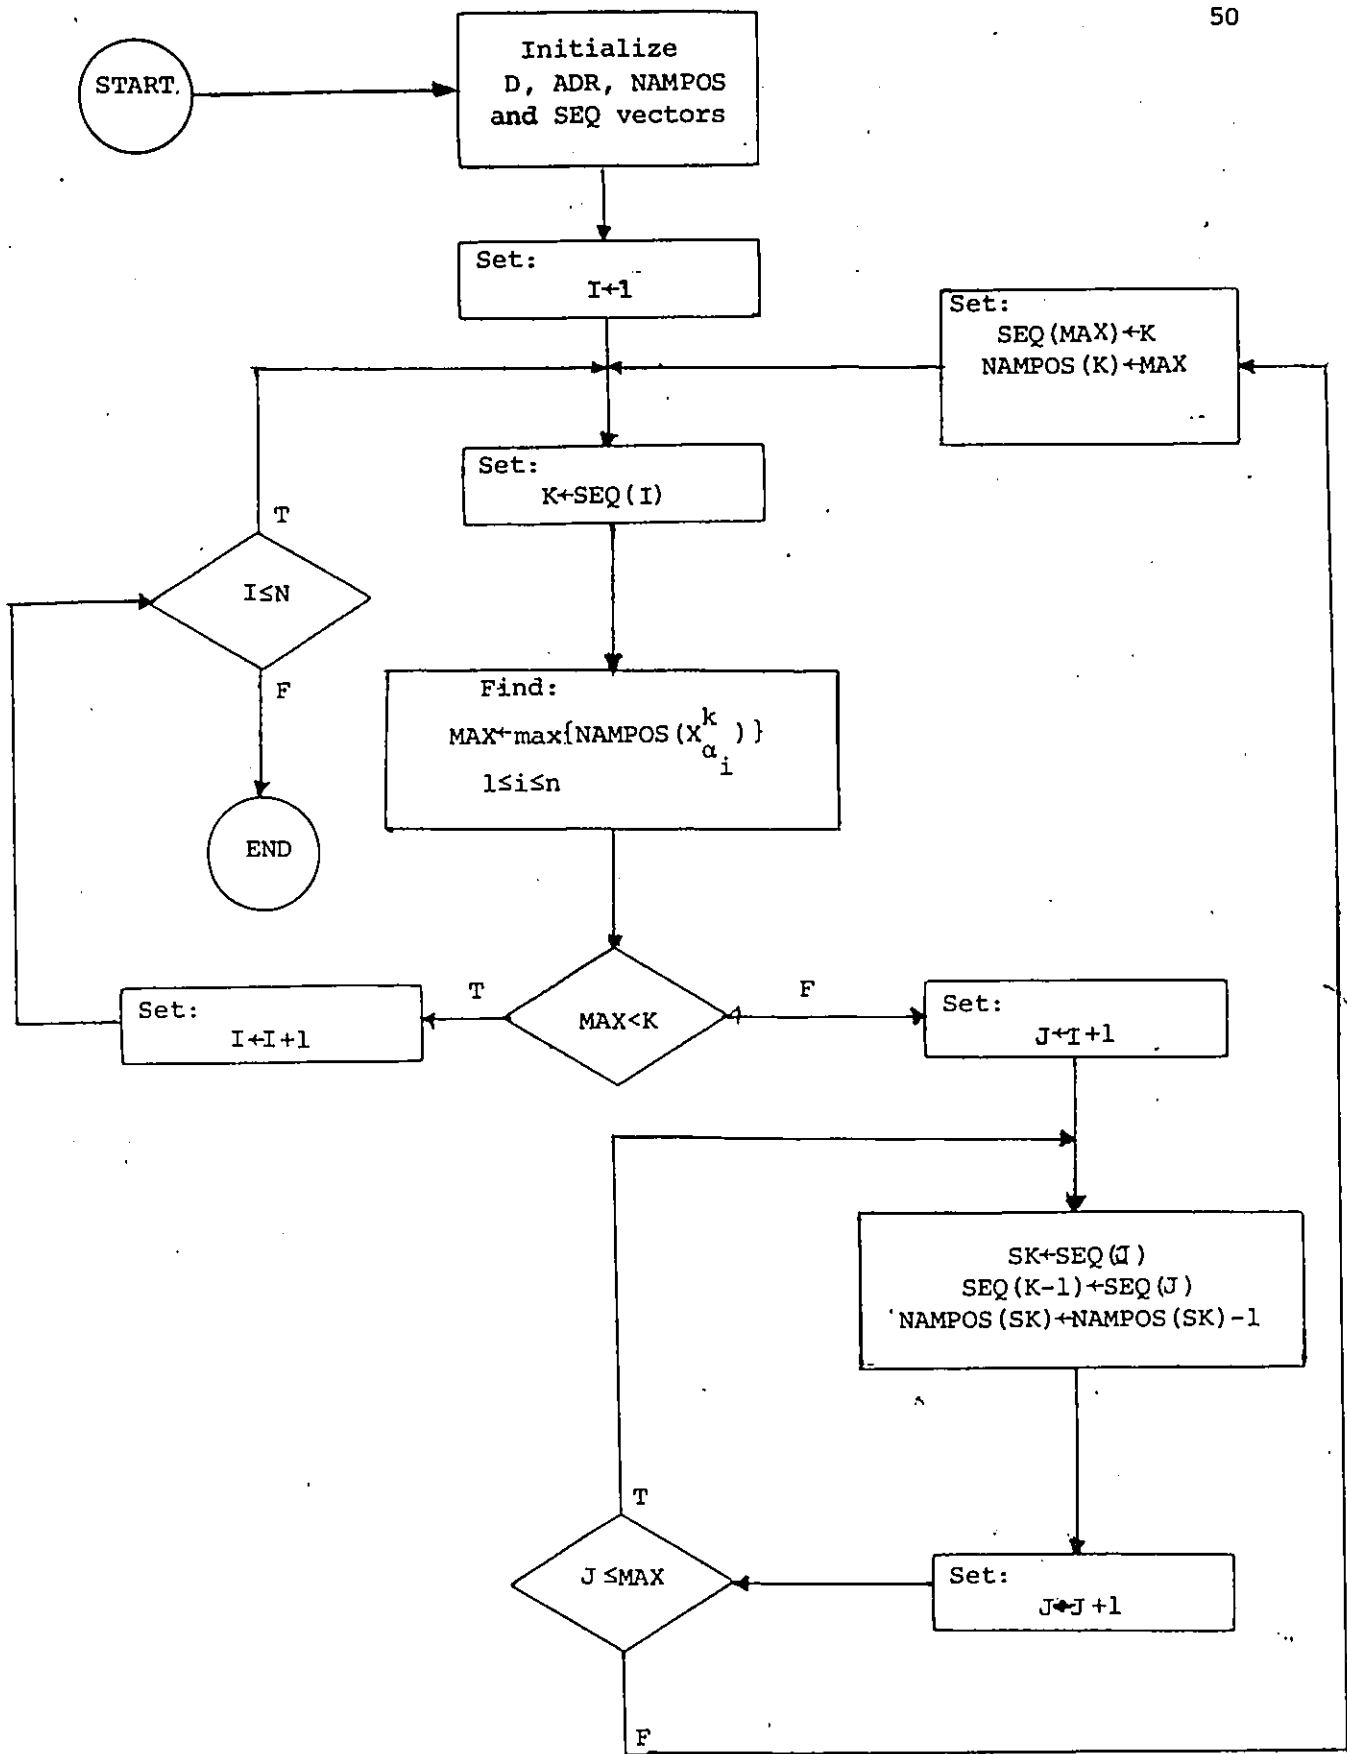 50
START
Initialize
D, ADR, NAMPOS
and SEQ vectors
Set:
I←1
Set:
SEQ(MAX)←K
NAMPOS(K)←MAX
Set:
K←SEQ(I)
T
I≤N
F
END
Find:
MAX←max{NAMPOS(X^k_α_i)}
1≤i≤n
Set:
I←I+1
T
MAX<K
F
Set:
J←I+1
SK←SEQ(J)
SEQ(K-1)←SEQ(J)
NAMPOS(SK)←NAMPOS(SK)-1
T
J≤MAX
Set:
J←J+1
F